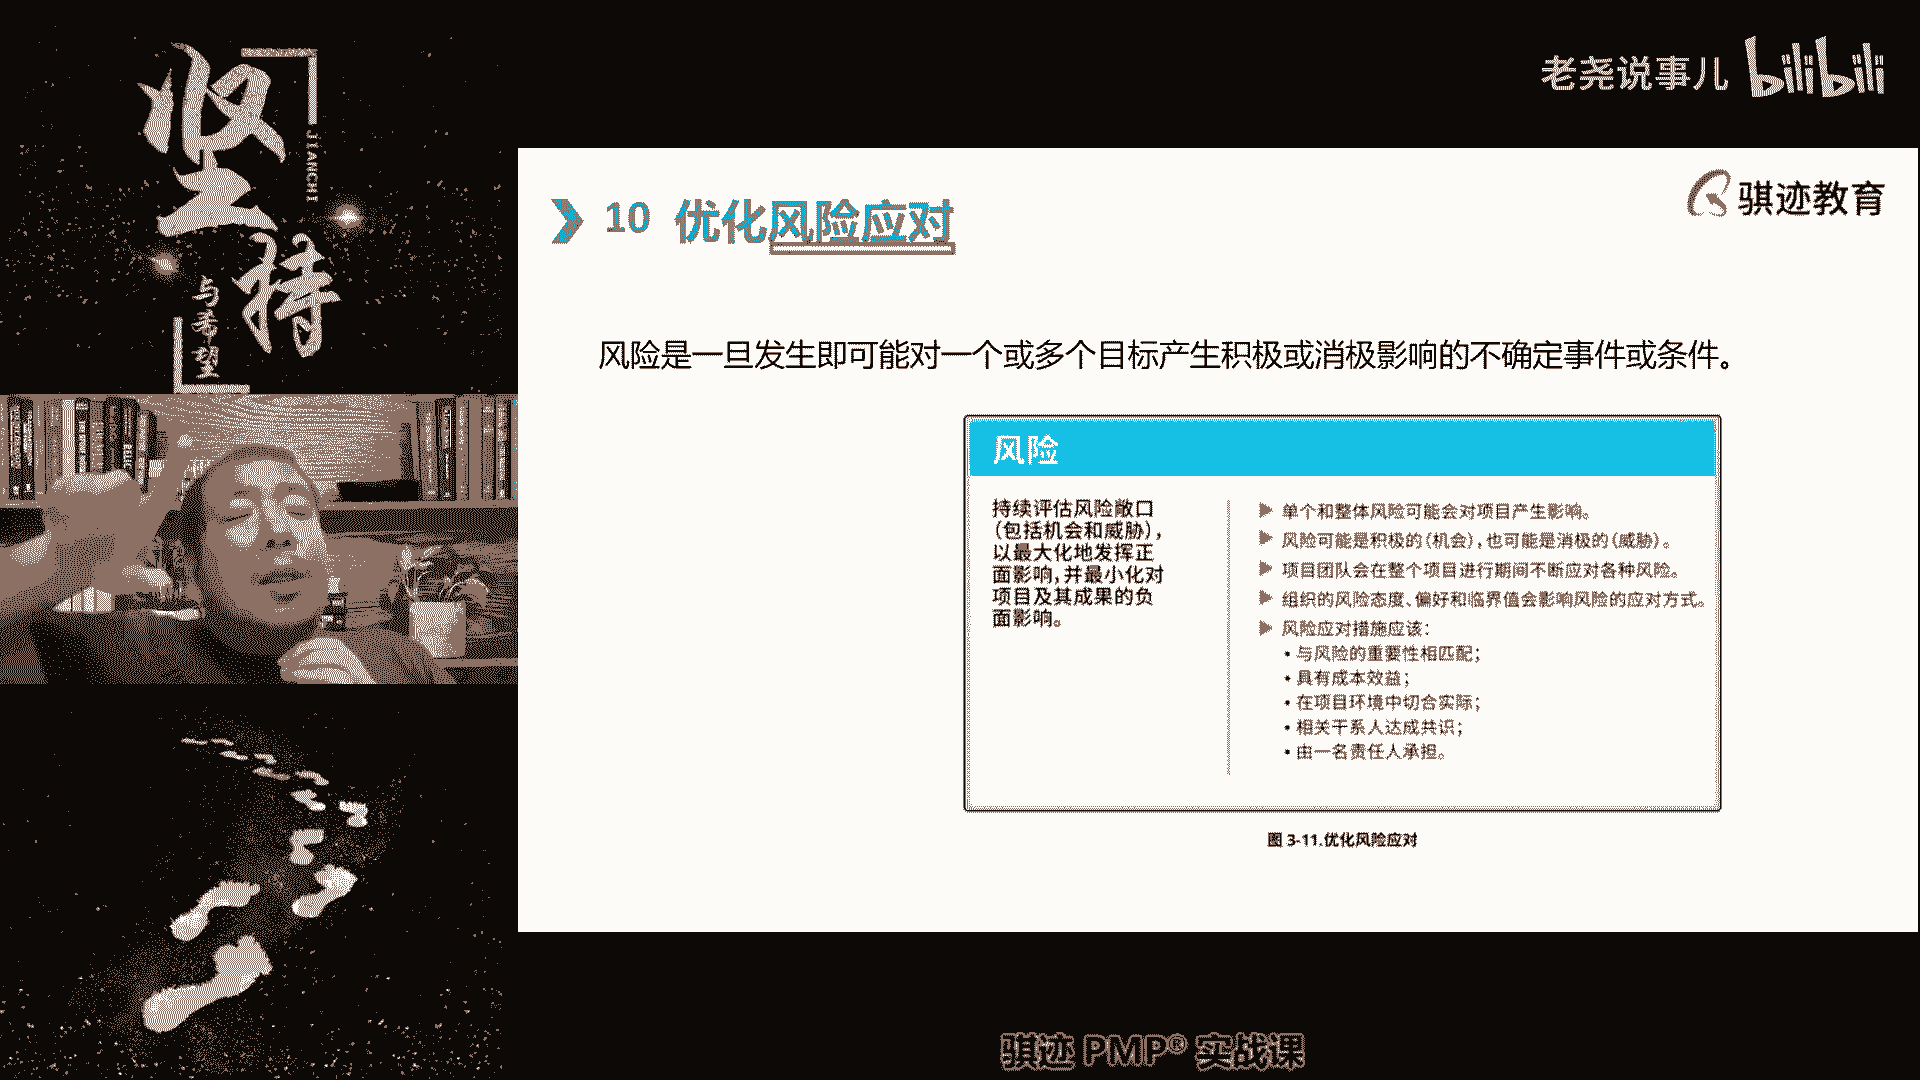 坚
持
JIANCHI
与希望
老尧说事儿 bilibili
骐迹教育
10 优化风险应对
风险是一旦发生即可能对一个或多个目标产生积极或消极影响的不确定事件或条件。
风险
持续评估风险敞口
（包括机会和威胁），
以最大化地发挥正
面影响，并最小化对
项目及其成果的负
面影响。
单个和整体风险可能会对项目产生影响。
风险可能是积极的（机会），也可能是消极的（威胁）。
项目团队会在整个项目进行期间不断应对各种风险。
组织的风险态度、偏好和临界值会影响风险的应对方式。
风险应对措施应该：
• 与风险的重要性相匹配；
• 具有成本效益；
• 在项目环境中切合实际；
• 相关干系人达成共识；
• 由一名责任人承担。
图 3-11.优化风险应对
骐迹 PMP® 实战课